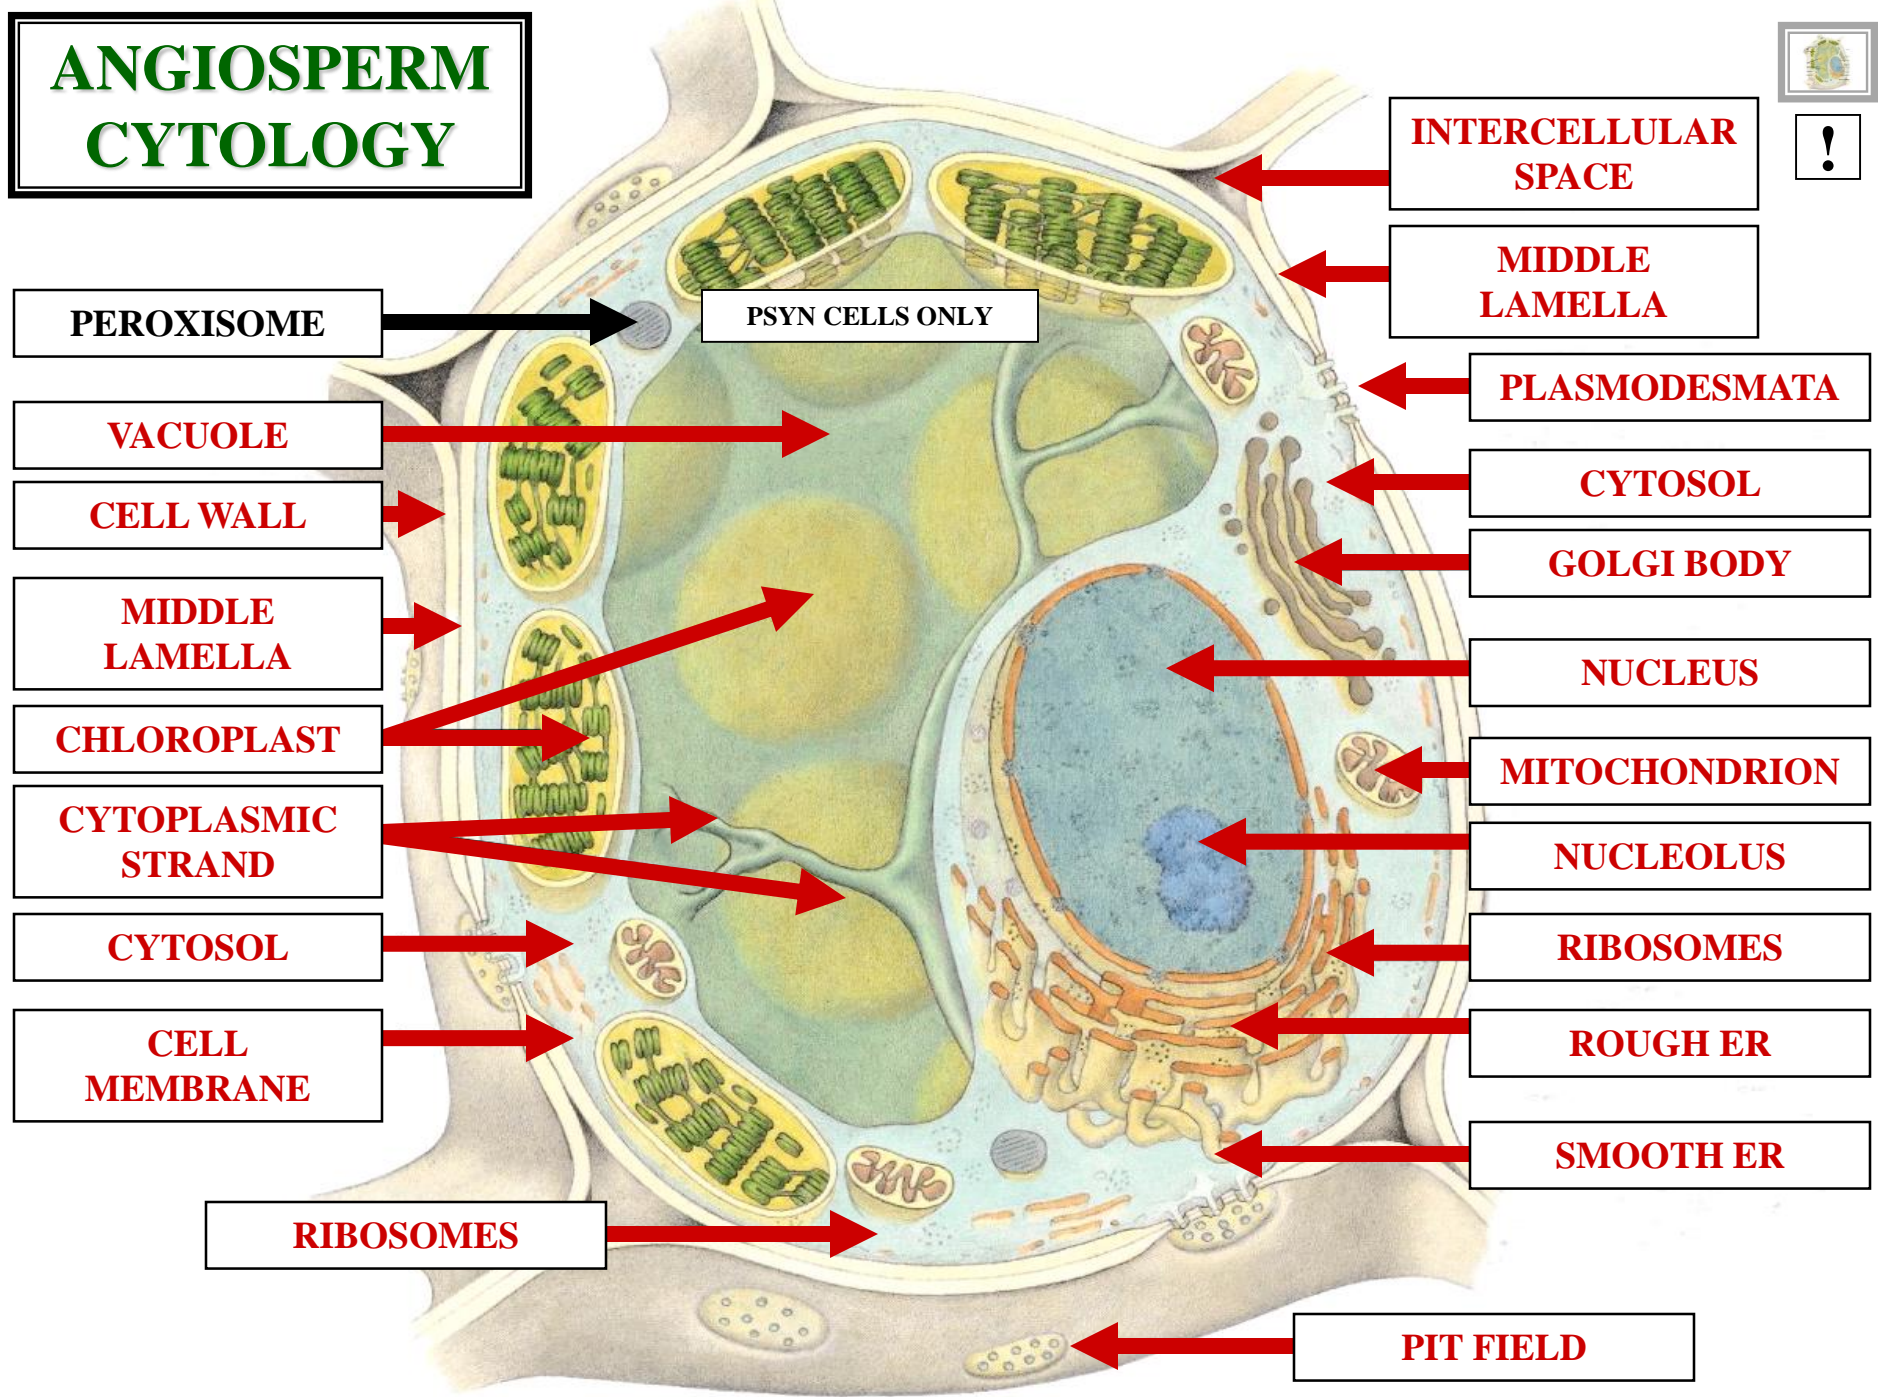 ANGIOSPERM
CYTOLOGY
!
INTERCELLULAR
SPACE
MIDDLE
LAMELLA
PEROXISOME
PSYN CELLS ONLY
PLASMODESMATA
VACUOLE
CYTOSOL
CELL WALL
GOLGI BODY
MIDDLE
LAMELLA
NUCLEUS
CHLOROPLAST
MITOCHONDRION
CYTOPLASMIC
STRAND
NUCLEOLUS
CYTOSOL
RIBOSOMES
CELL
MEMBRANE
ROUGH ER
SMOOTH ER
RIBOSOMES
PIT FIELD